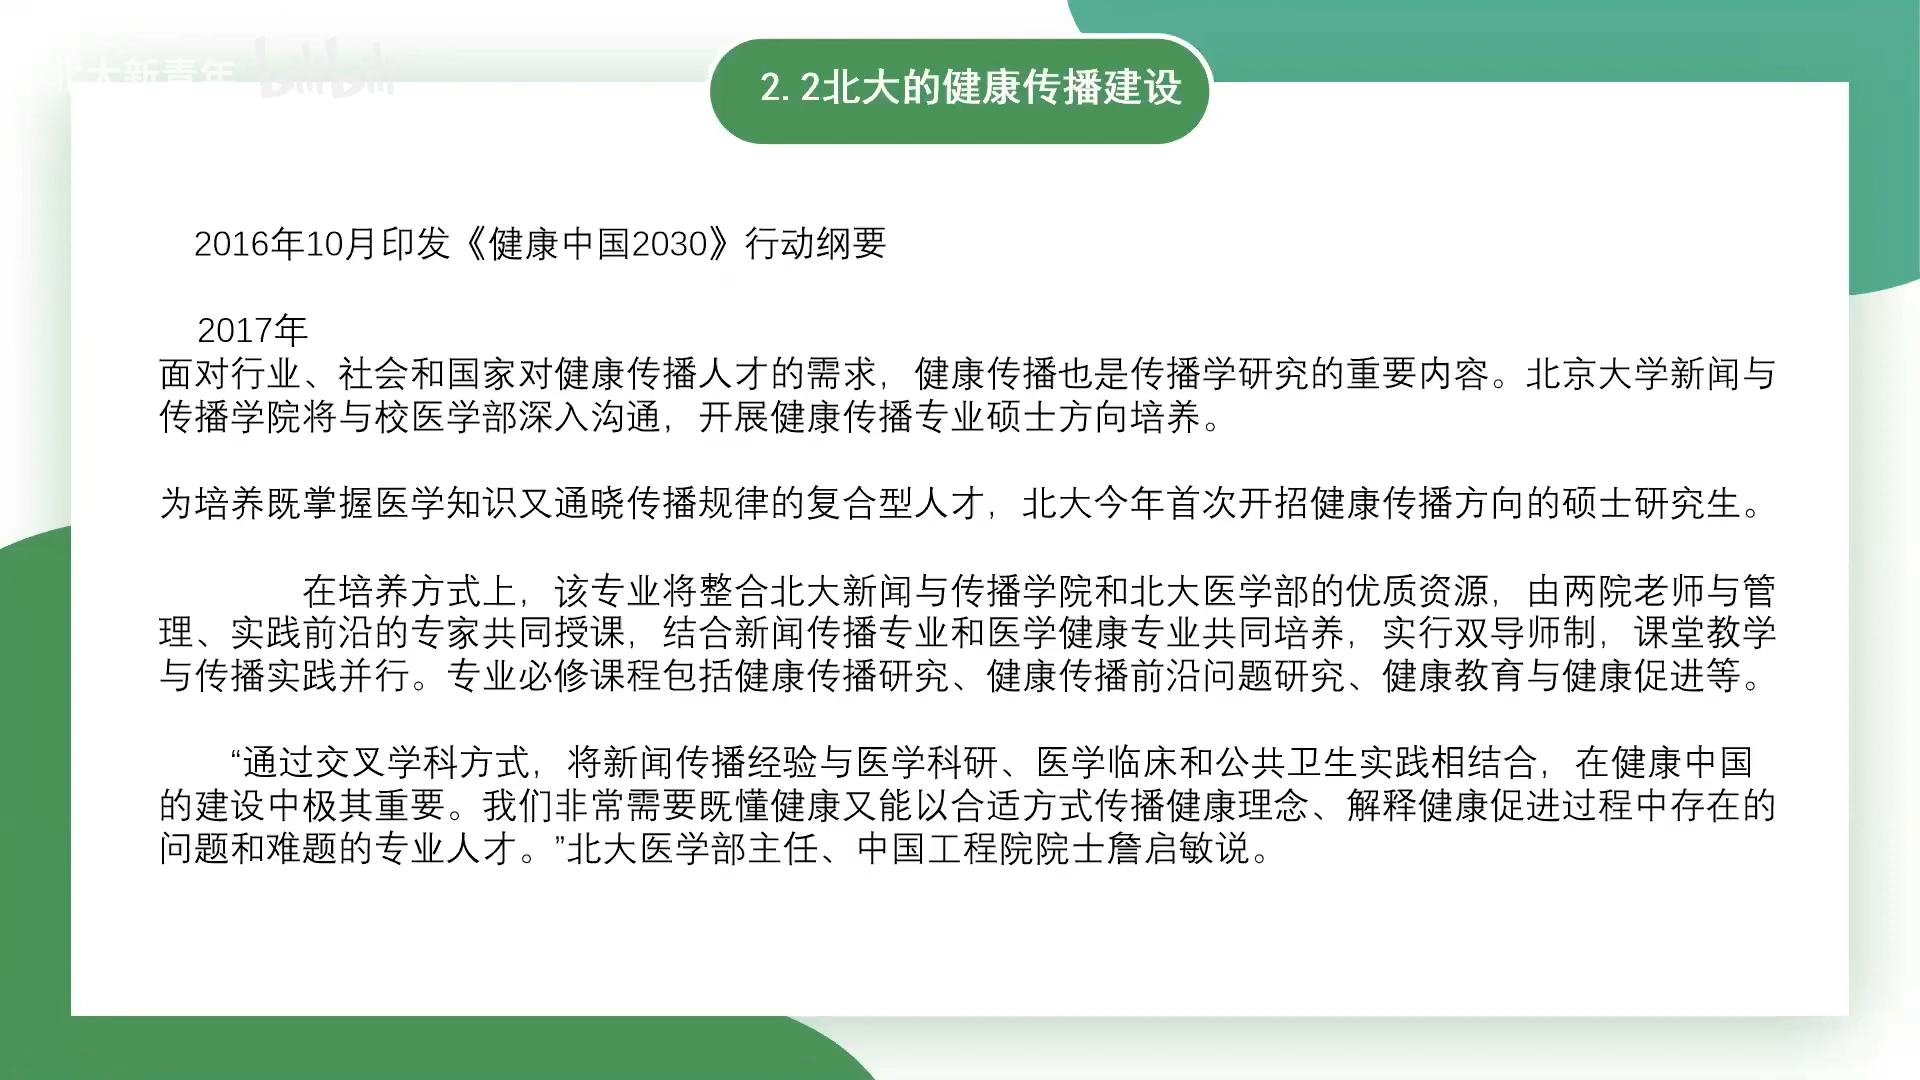 北大新青年 bilibili
2.2北大的健康传播建设
2016年10月印发《健康中国2030》行动纲要
2017年
面对行业、社会和国家对健康传播人才的需求，健康传播也是传播学研究的重要内容。北京大学新闻与
传播学院将与校医学部深入沟通，开展健康传播专业硕士方向培养。
为培养既掌握医学知识又通晓传播规律的复合型人才，北大今年首次开招健康传播方向的硕士研究生。
在培养方式上，该专业将整合北大新闻与传播学院和北大医学部的优质资源，由两院老师与管
理、实践前沿的专家共同授课，结合新闻传播专业和医学健康专业共同培养，实行双导师制，课堂教学
与传播实践并行。专业必修课程包括健康传播研究、健康传播前沿问题研究、健康教育与健康促进等。
“通过交叉学科方式，将新闻传播经验与医学科研、医学临床和公共卫生实践相结合，在健康中国
的建设中极其重要。我们非常需要既懂健康又能以合适方式传播健康理念、解释健康促进过程中存在的
问题和难题的专业人才。”北大医学部主任、中国工程院院士詹启敏说。